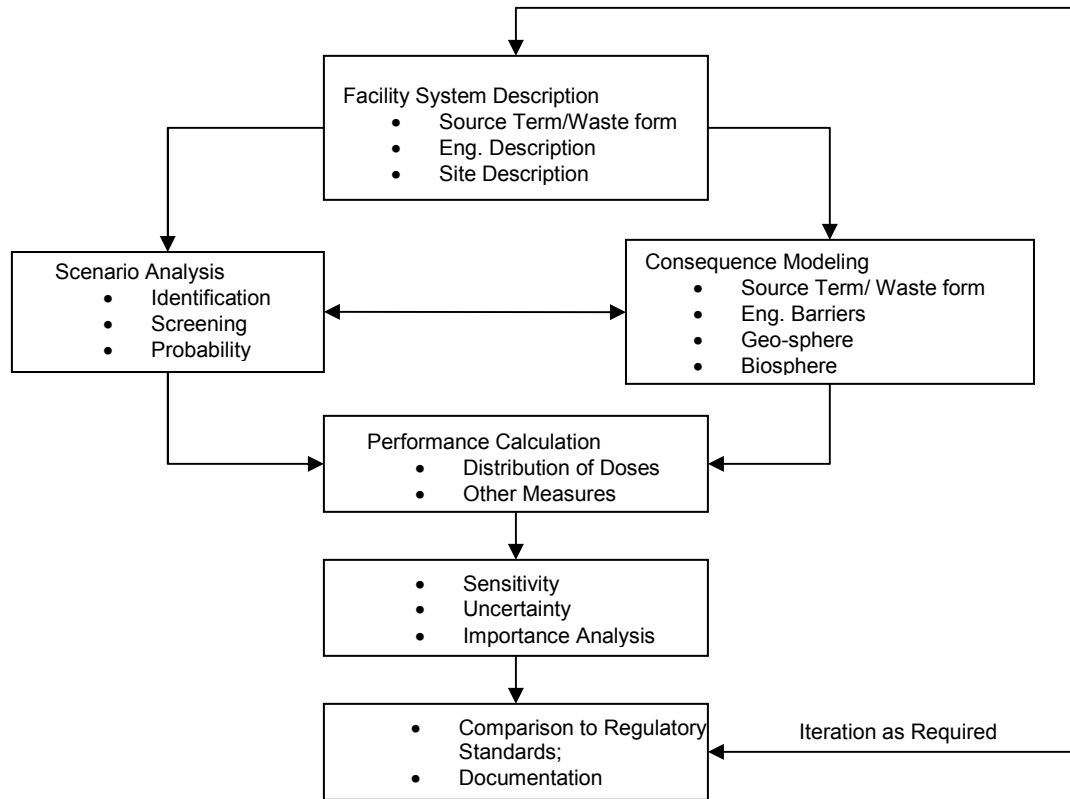 Facility System Description
• Source Term/Waste form
• Eng. Description
• Site Description
Scenario Analysis
• Identification
• Screening
• Probability
Consequence Modeling
• Source Term/ Waste form
• Eng. Barriers
• Geo-sphere
• Biosphere
Performance Calculation
• Distribution of Doses
• Other Measures
• Sensitivity
• Uncertainty
• Importance Analysis
• Comparison to Regulatory
Standards;
• Documentation
Iteration as Required